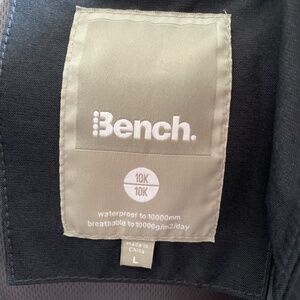 Bench.
10K
10K
waterproof to 10000mm
breathable to 10000g/m2/day
made in
China
L